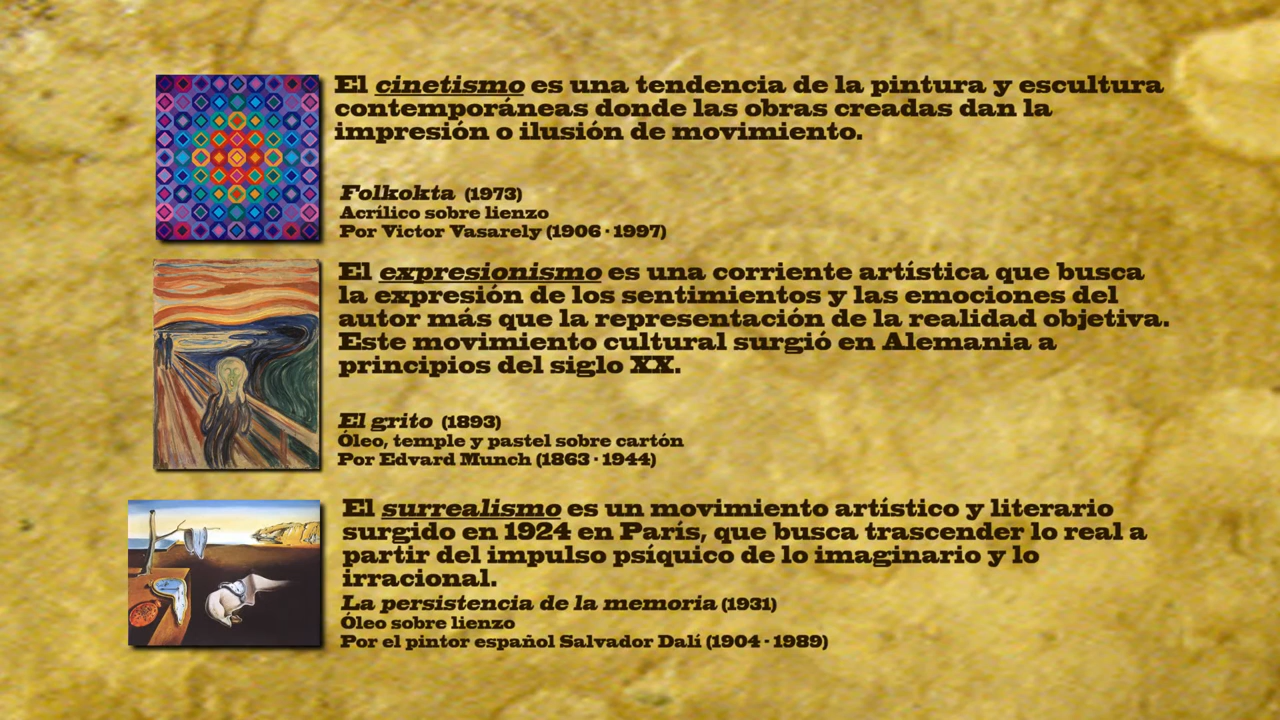 El cinetismo es una tendencia de la pintura y escultura
contemporáneas donde las obras creadas dan la
impresión o ilusión de movimiento.
Folkokta (1973)
Acrílico sobre lienzo
Por Victor Vasarely (1906 · 1997)
El expresionismo es una corriente artística que busca
la expresión de los sentimientos y las emociones del
autor más que la representación de la realidad objetiva.
Este movimiento cultural surgió en Alemania a
principios del siglo XX.
El grito (1893)
Óleo, temple y pastel sobre cartón
Por Edvard Munch (1863 · 1944)
El surrealismo es un movimiento artístico y literario
surgido en 1924 en París, que busca trascender lo real a
partir del impulso psíquico de lo imaginario y lo
irracional.
La persistencia de la memoria (1931)
Óleo sobre lienzo
Por el pintor español Salvador Dalí (1904 · 1989)